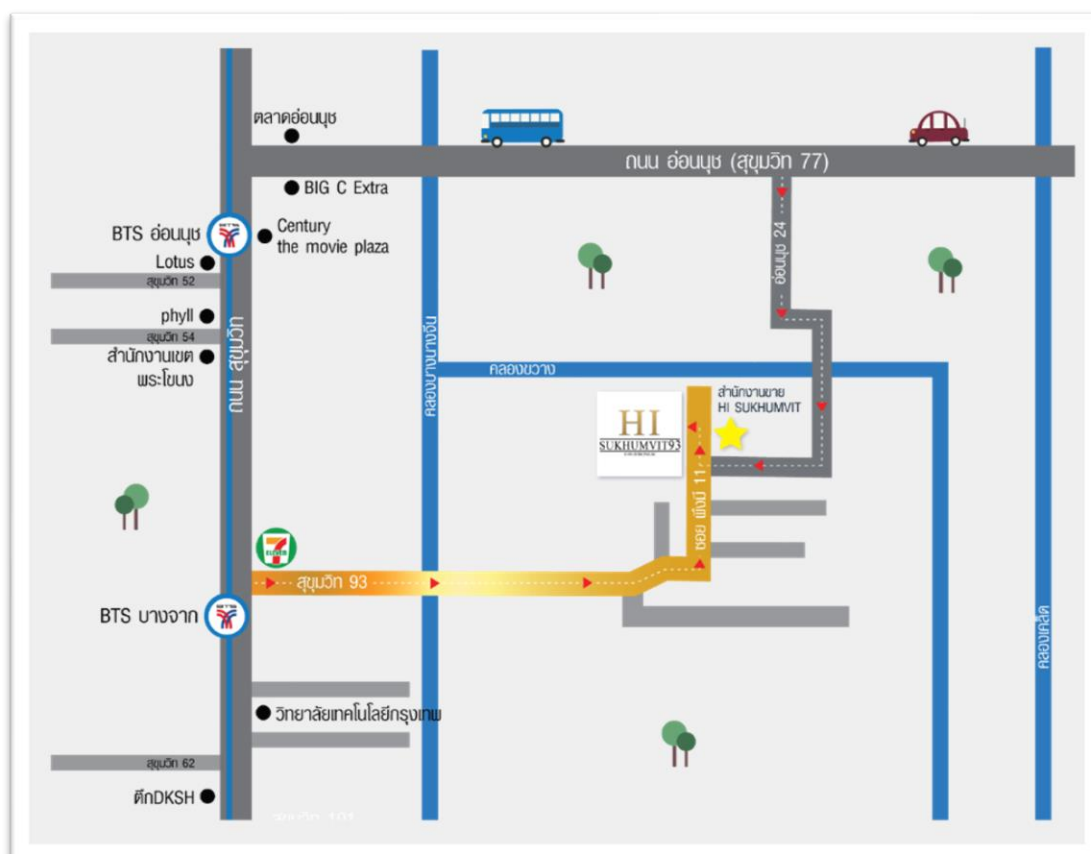 ตลาดอ่อนนุช
ถนน อ่อนนุช (สุขุมวิท 77)
BIG C Extra
BTS อ่อนนุช
Century
the movie plaza
Lotus
สุขุมวิท 52
อ่อนนุช 24
phyll
สุขุมวิท 54
ถนน สุขุมวิท
คลองบางนางจีน
สำนักงานเขต
พระโขนง
คลองขวาง
สำนักงานขาย
HI SUKHUMVIT
HI
SUKHUMVIT93
ซอย พึ่งมี 11
7
ELEVEN
สุขุมวิท 93
BTS บางจาก
คลองเคล็ด
วิทยาลัยเทคโนโลยีกรุงเทพ
สุขุมวิท 62
ตึกDKSH
สุขุมวิท 101